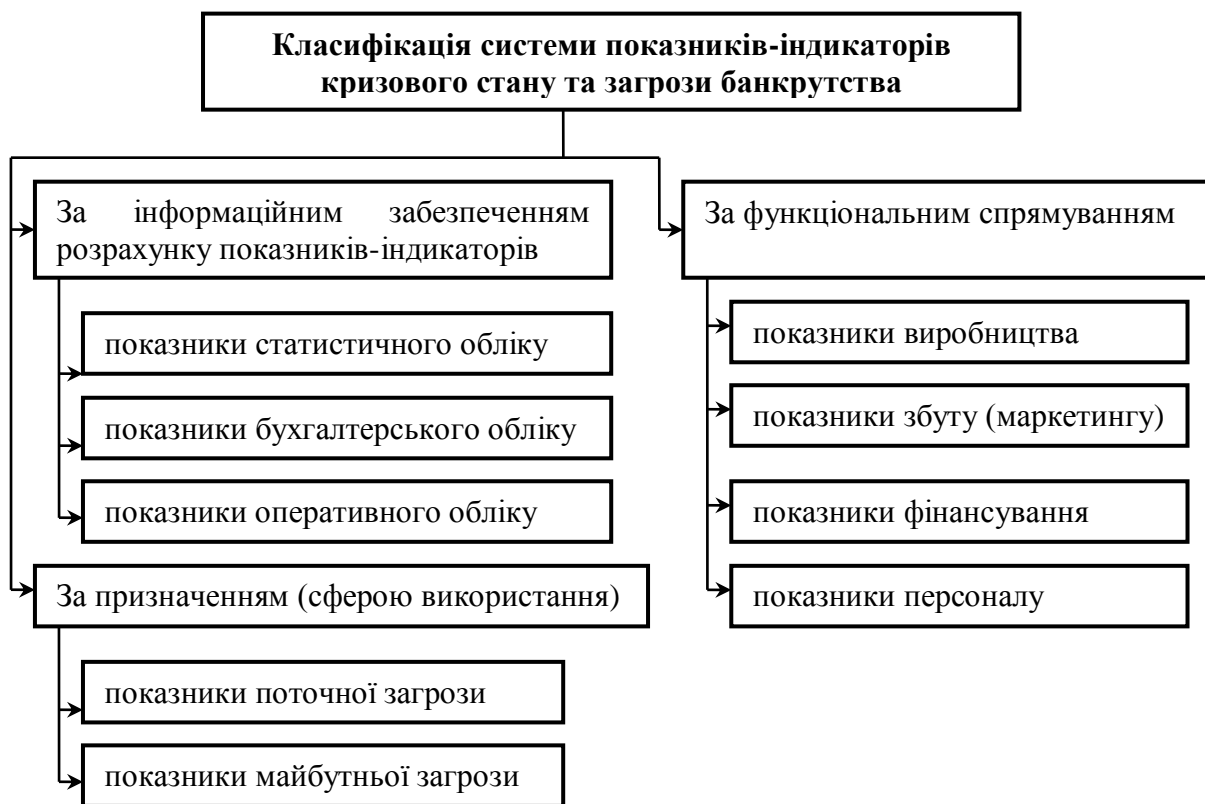 Класифікація системи показників-індикаторів
кризового стану та загрози банкрутства
За інформаційним забезпеченням
розрахунку показників-індикаторів
показники статистичного обліку
показники бухгалтерського обліку
показники оперативного обліку
За призначенням (сферою використання)
показники поточної загрози
показники майбутньої загрози
За функціональним спрямуванням
показники виробництва
показники збуту (маркетингу)
показники фінансування
показники персоналу